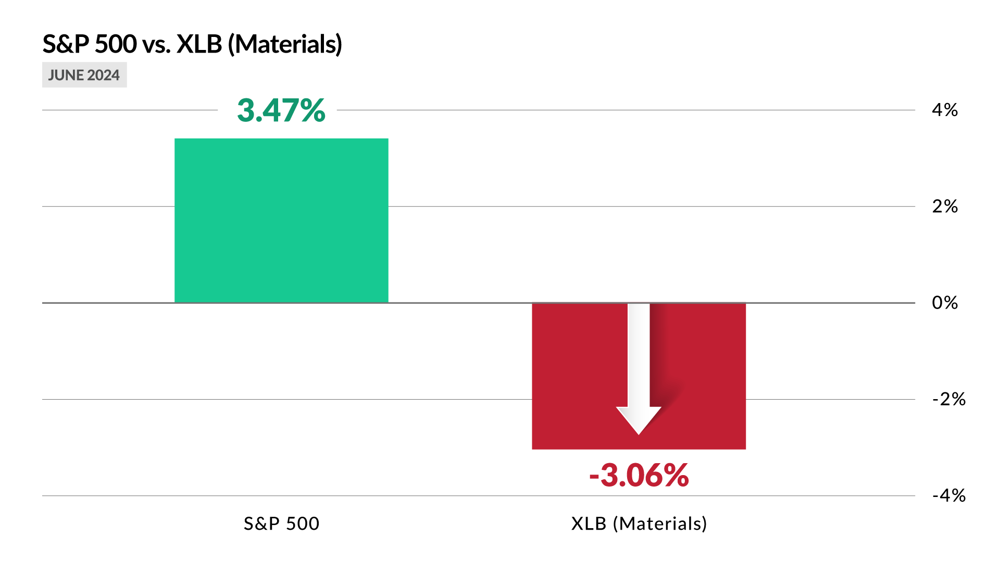 S&P 500 vs. XLB (Materials)
JUNE 2024
3.47%
4%
2%
0%
-2%
-3.06%
-4%
S&P 500
XLB (Materials)